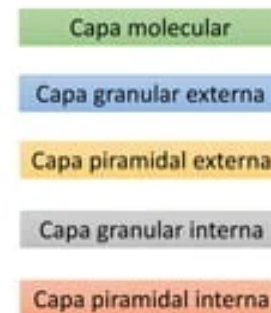 Capa molecular
Capa granular externa
Capa piramidal externa
Capa granular interna
Capa piramidal interna